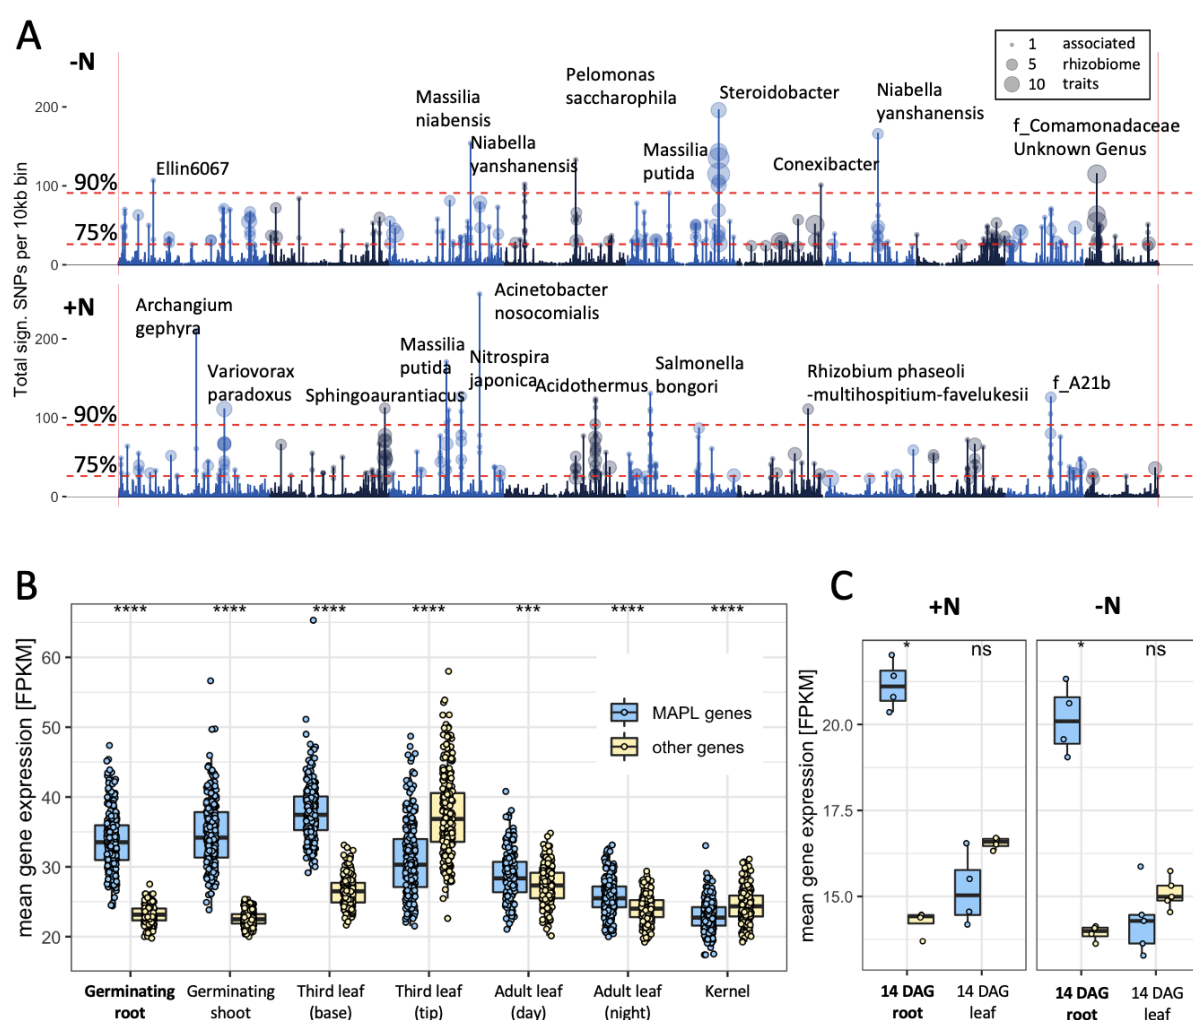 A
-N
Total sign. SNPs per 10kb bin
200
100
0
90%
75%
Ellin6067
Massilia
niabensis
Niabella
yanshanensis
Pelomonas
saccharophila
Massilia
putida
Steroidobacter
Conexibacter
Niabella
yanshanensis
f_Comamonadaceae
Unknown Genus
1 associated
5 rhizobiome
10 traits
+N
200
100
0
90%
75%
Archangium
gephyra
Variovorax
paradoxus
Sphingoaurantiacus
Massilia
putida
Nitrospira
japonica
Acinetobacter
nosocomialis
Acidothermus
Salmonella
bongori
Rhizobium phaseoli
-multihospitium-favelukesii
f_A21b
B
mean gene expression [FPKM]
60
50
40
30
20
**** **** **** **** *** **** ****
MAPL genes
other genes
Germinating
root
Germinating
shoot
Third leaf
(base)
Third leaf
(tip)
Adult leaf
(day)
Adult leaf
(night)
Kernel
C
+N
-N
mean gene expression [FPKM]
20.0
17.5
15.0
* ns
* ns
14 DAG
root
14 DAG
leaf
14 DAG
root
14 DAG
leaf